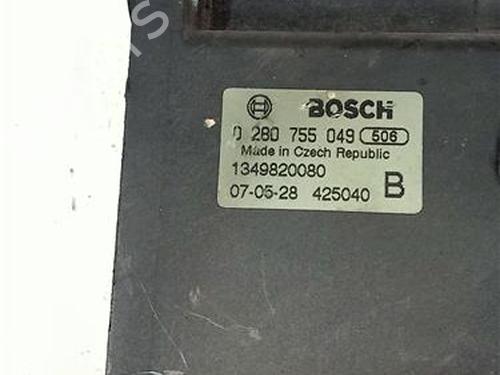 BOSCH
0 280 755 049 506
Made in Czech Republic
1349820080
07-05-28 425040 B